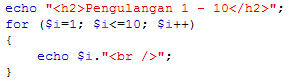 echo "<h2>Pengulangan 1 - 10</h2>";
for ($i=1; $i<=10; $i++)
{
    echo $i."<br />";
}